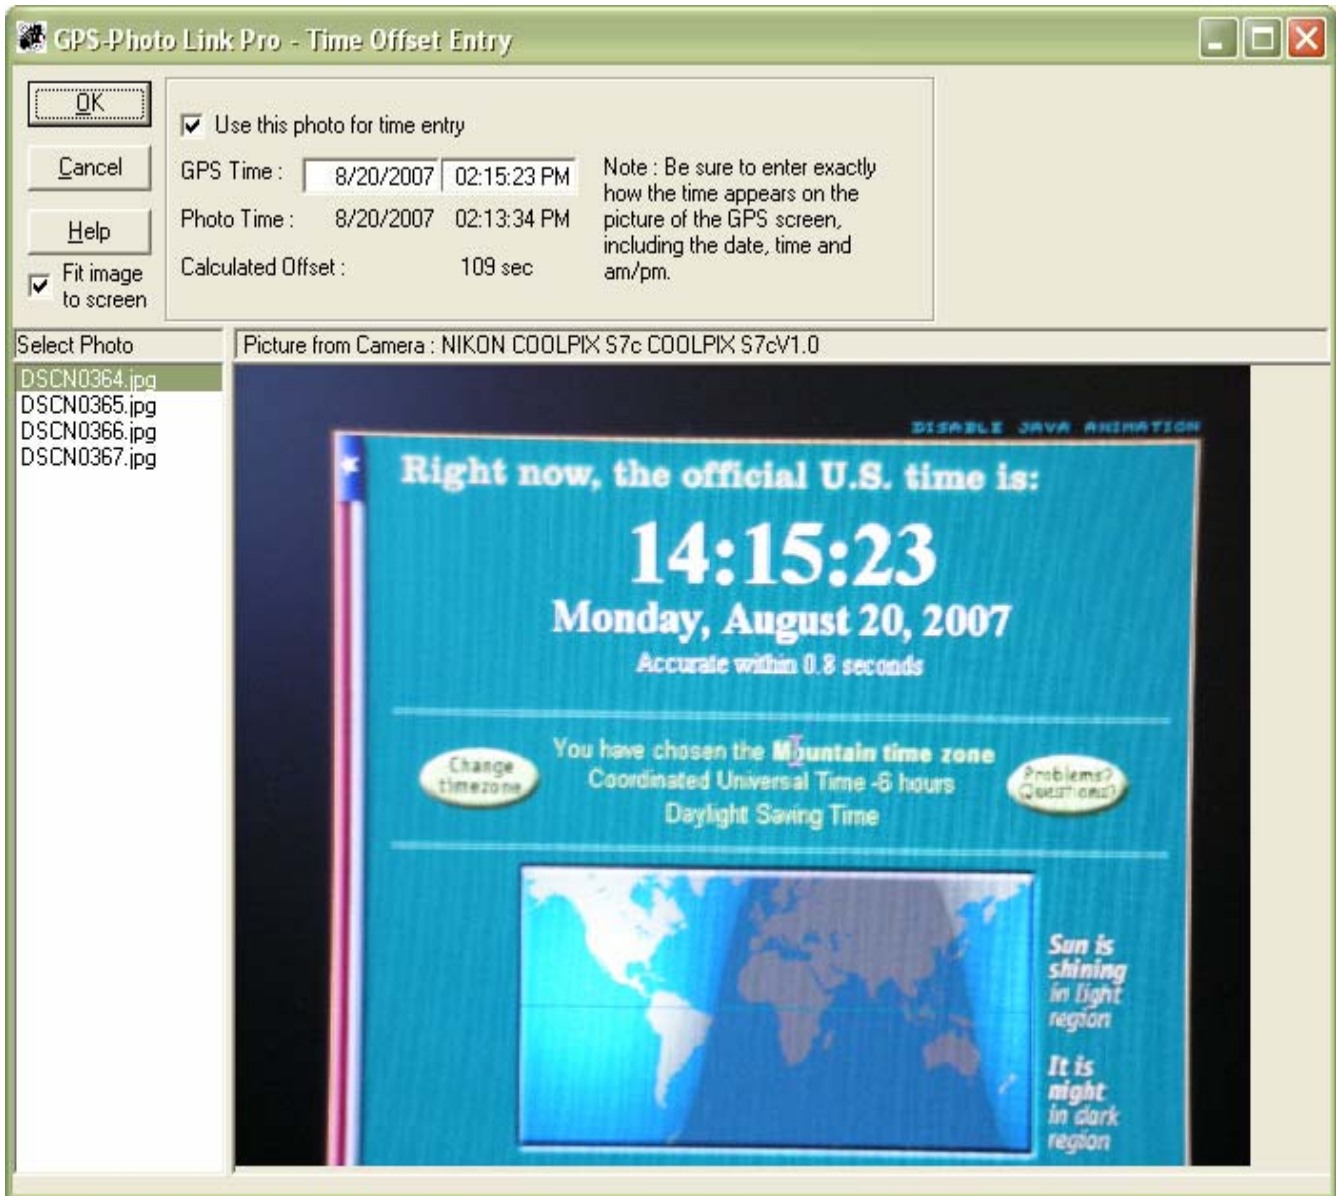 GPS-Photo Link Pro - Time Offset Entry
OK
Cancel
Help
Fit image
to screen
Use this photo for time entry
GPS Time : 8/20/2007 02:15:23 PM
Photo Time : 8/20/2007 02:13:34 PM
Calculated Offset : 109 sec
Note : Be sure to enter exactly
how the time appears on the
picture of the GPS screen,
including the date, time and
am/pm.
Select Photo
DSCN0364.jpg
DSCN0365.jpg
DSCN0366.jpg
DSCN0367.jpg
Picture from Camera : NIKON COOLPIX S7c COOLPIX S7cV1.0
DISABLE JAVA ANIMATION
Right now, the official U.S. time is:
14:15:23
Monday, August 20, 2007
Accurate within 0.8 seconds
Change
timezone
You have chosen the Mountain time zone
Coordinated Universal Time -6 hours
Daylight Saving Time
Problems?
Questions?
Sun is
shining
in light
region
It is
night
in dark
region